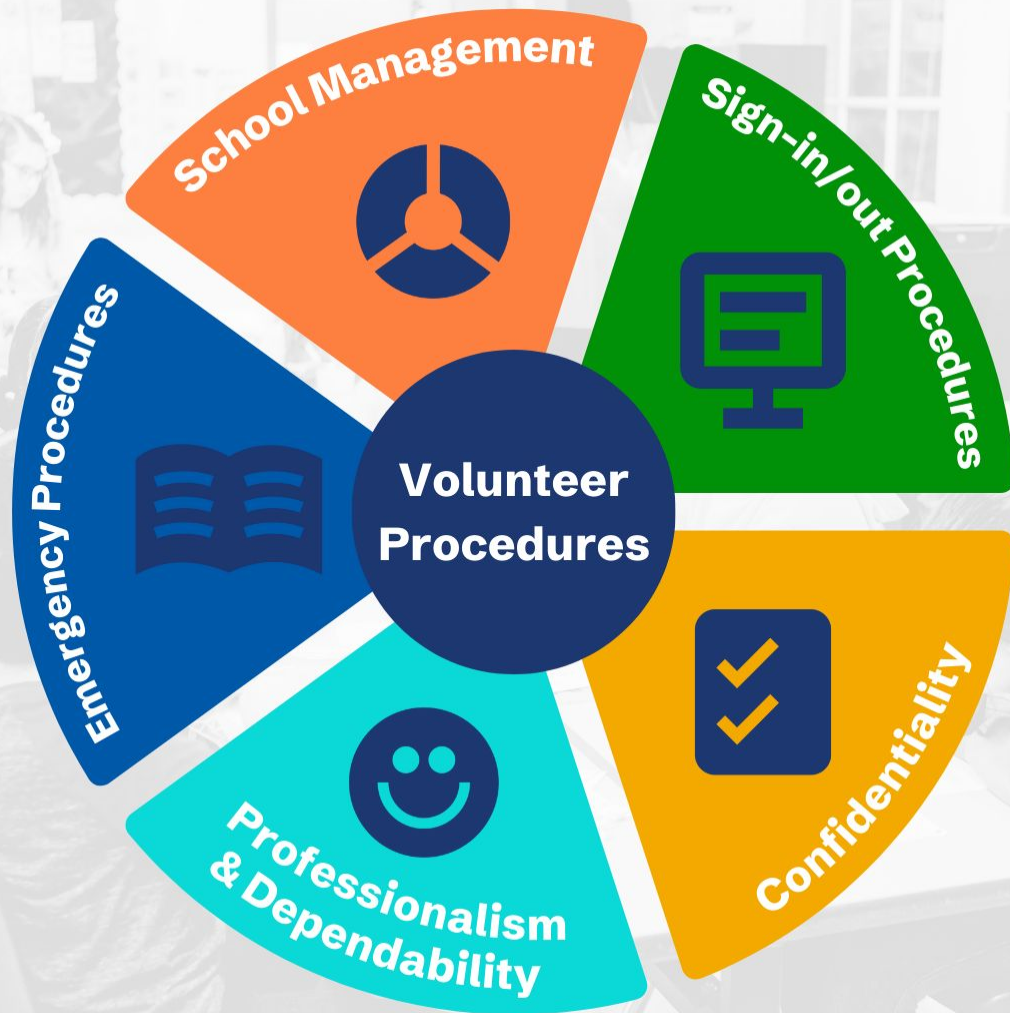 School Management
Sign-in/out Procedures
Emergency Procedures
Volunteer
Procedures
Confidentiality
Professionalism
& Dependability